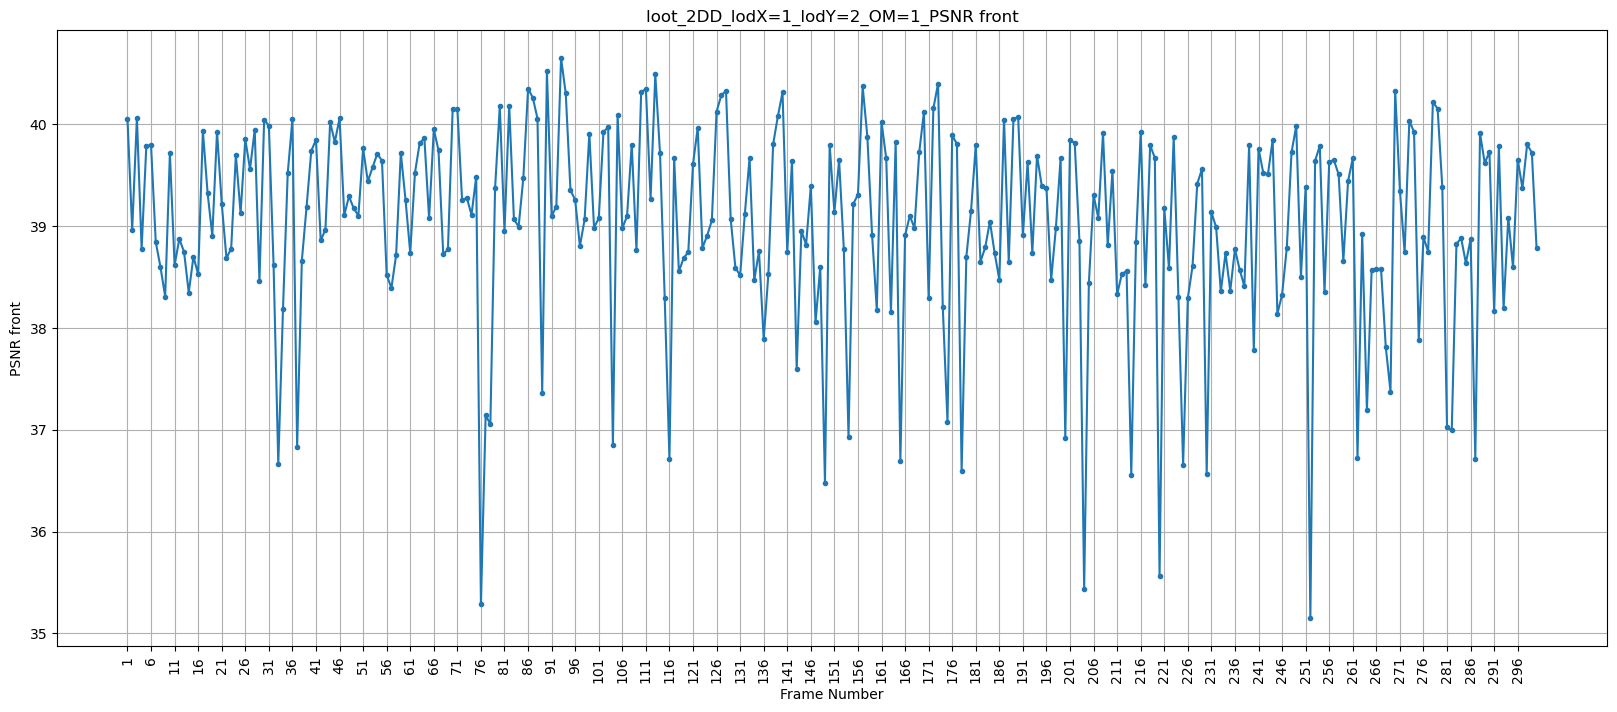 loot_2DD_lodX=1_lodY=2_OM=1_PSNR front
PSNR front
40
39
38
37
36
35
1 6 11 16 21 26 31 36 41 46 51 56 61 66 71 76 81 86 91 96 101 106 111 116 121 126 131 136 141 146 151 156 161 166 171 176 181 186 191 196 201 206 211 216 221 226 231 236 241 246 251 256 261 266 271 276 281 286 291 296
Frame Number